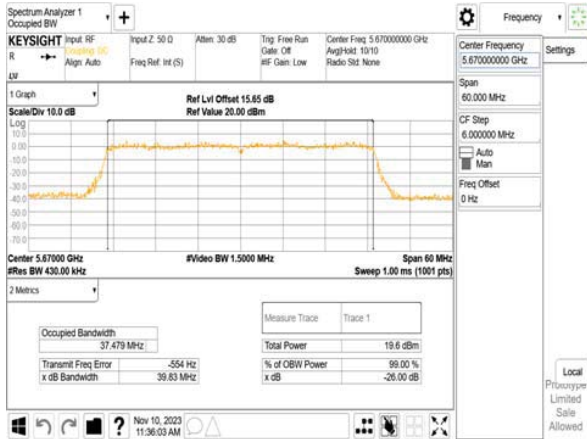 Spectrum Analyzer 1
Occupied BW
+
Frequency
KEYSIGHT
R
Input: RF
Coupling: DC
Align: Auto
Input Z: 50 Ω
Freq Ref: Int (S)
Atten: 30 dB
Trig: Free Run
Gate: Off
#IF Gain: Low
Center Freq: 5.670000000 GHz
Avg|Hold: 10/10
Radio Std: None
Center Frequency
5.670000000 GHz
Settings
Span
60.000 MHz
CF Step
6.000000 MHz
Auto
Man
Freq Offset
0 Hz
1 Graph
Scale/Div 10.0 dB
Ref Lvl Offset 15.65 dB
Ref Value 20.00 dBm
Log
10.0
0.00
-10.0
-20.0
-30.0
-40.0
-50.0
-60.0
-70.0
Center 5.67000 GHz
#Res BW 430.00 kHz
#Video BW 1.5000 MHz
Span 60 MHz
Sweep 1.00 ms (1001 pts)
2 Metrics
Measure Trace
Trace 1
Occupied Bandwidth
37.479 MHz
Total Power
19.6 dBm
Transmit Freq Error
-554 Hz
% of OBW Power
99.00 %
x dB Bandwidth
39.83 MHz
x dB
-26.00 dB
Local
Prototype
Limited
Sale
Allowed
?
Nov 10, 2023
11:36:03 AM